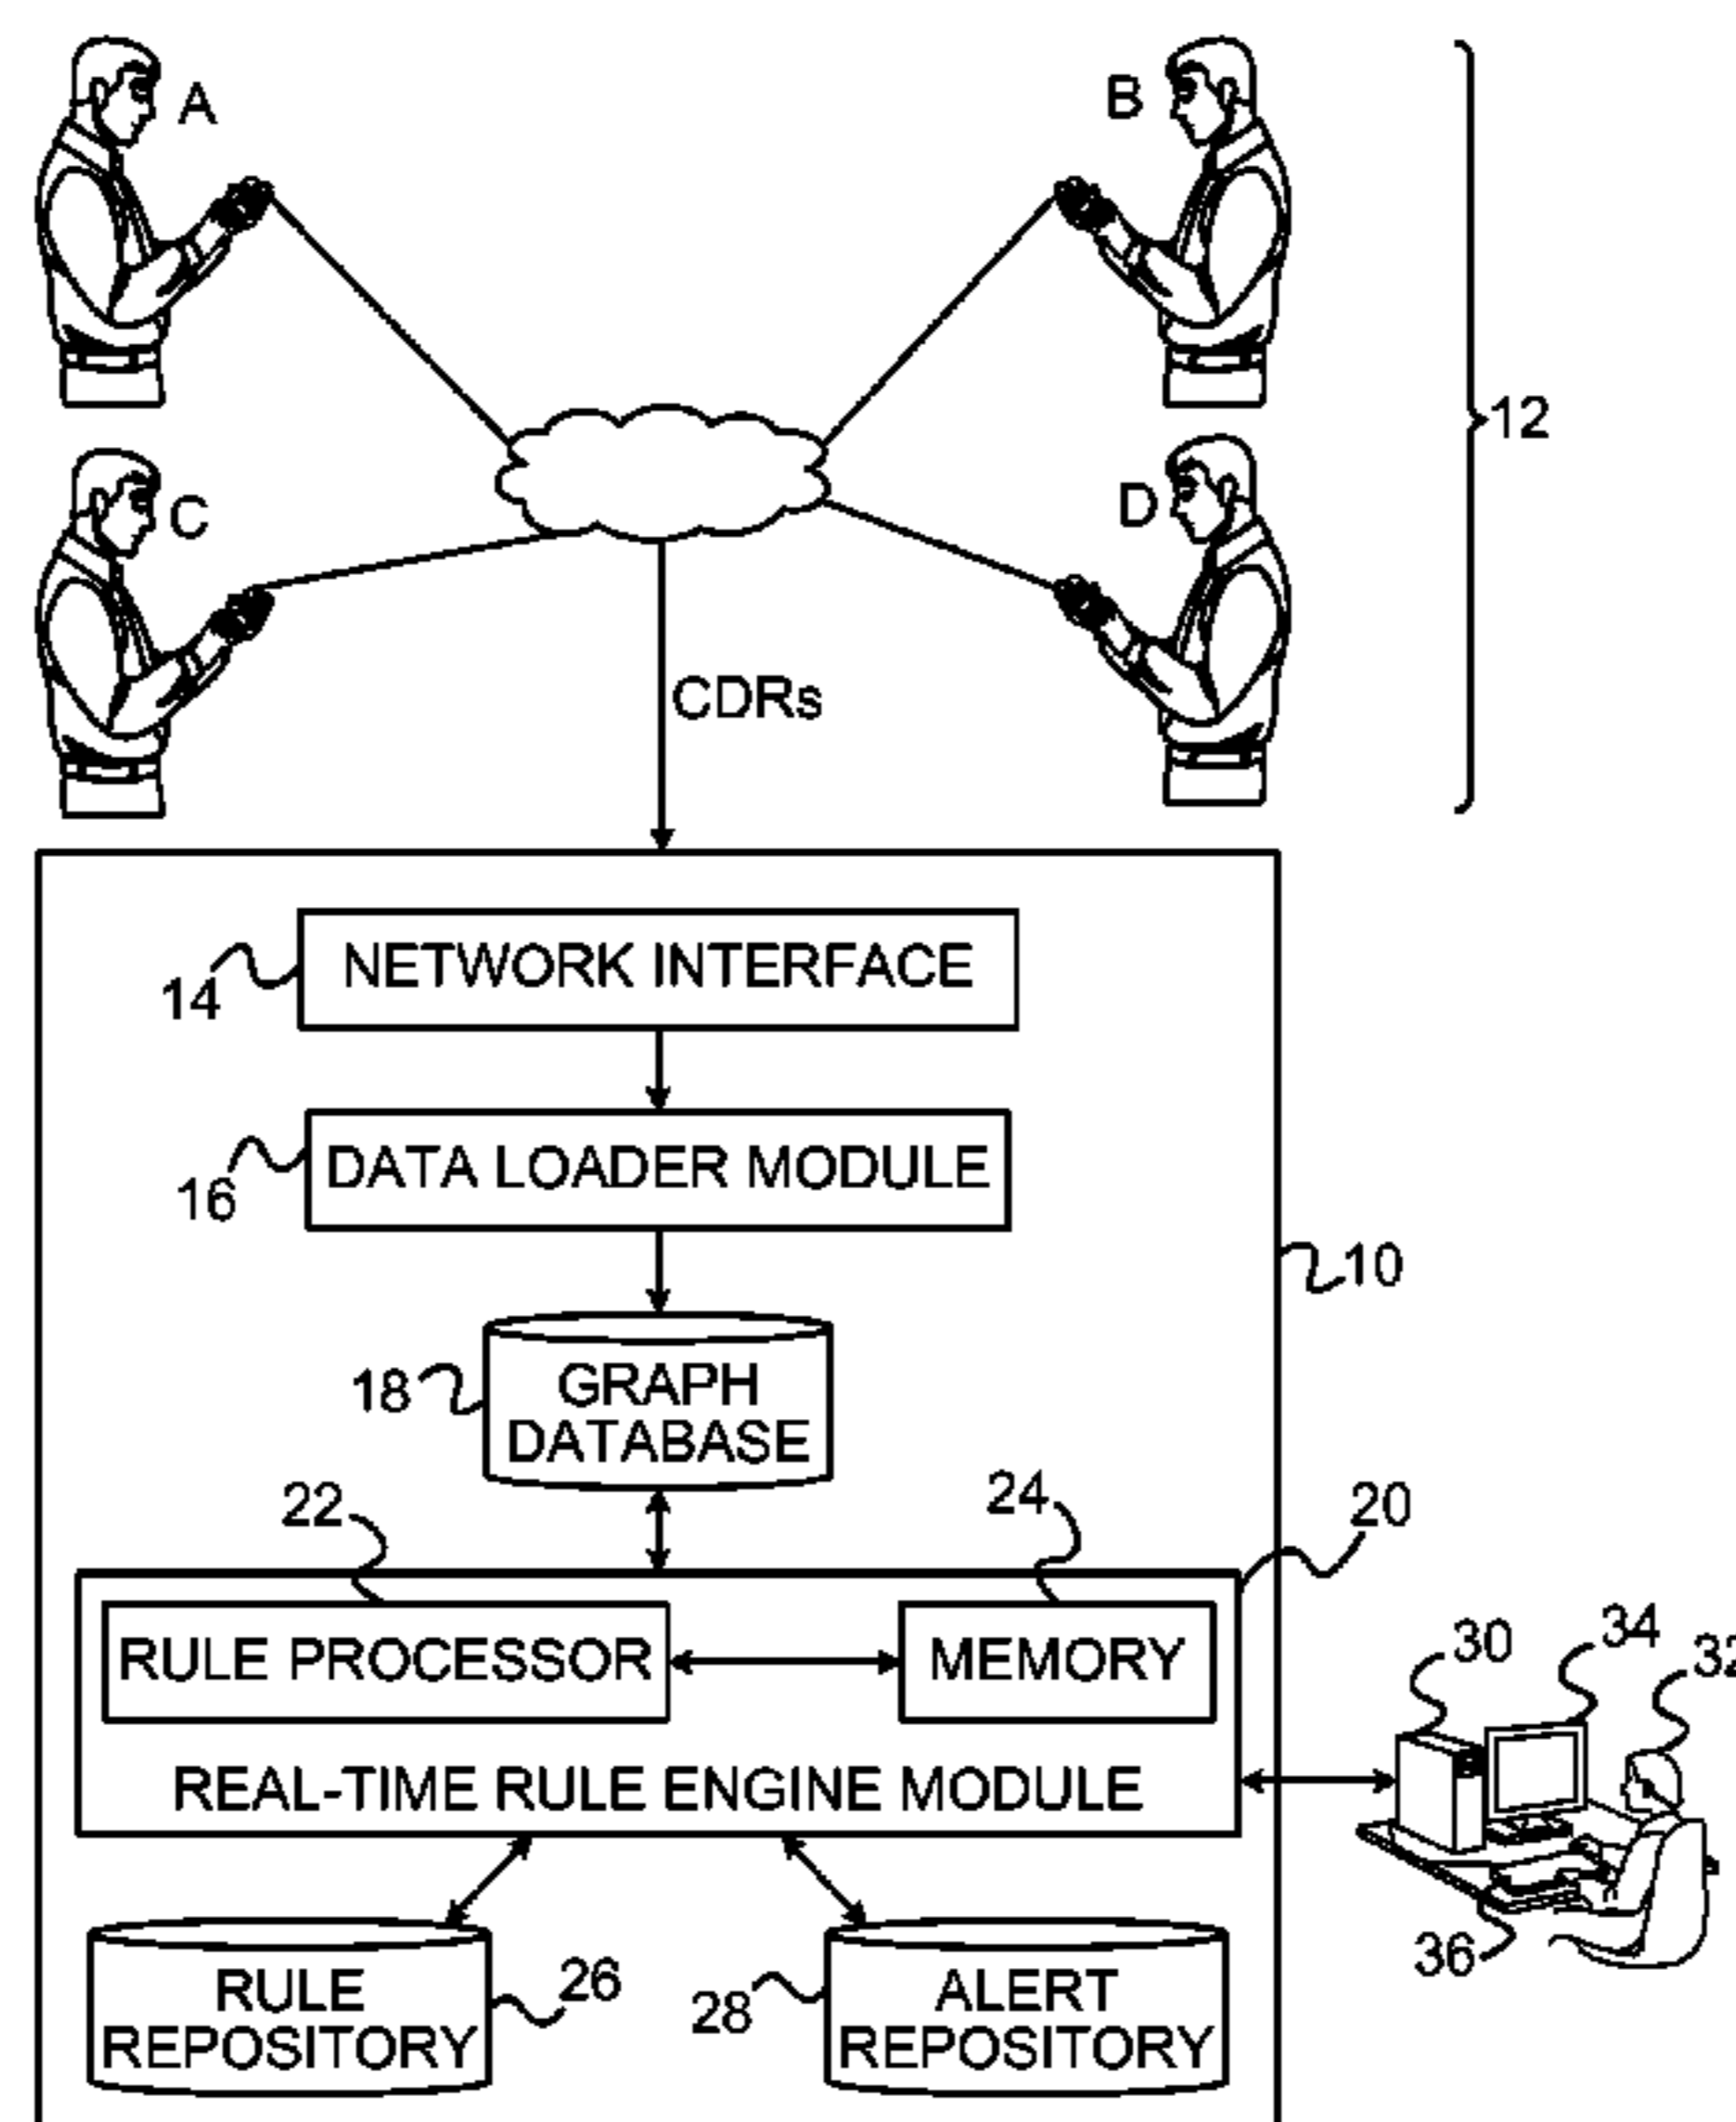 A
B
12
C
D
CDRs
NETWORK INTERFACE
14
DATA LOADER MODULE
16
10
18
GRAPH
DATABASE
22
24
20
RULE PROCESSOR
MEMORY
30
34
32
REAL-TIME RULE ENGINE MODULE
36
RULE
REPOSITORY
26
28
ALERT
REPOSITORY